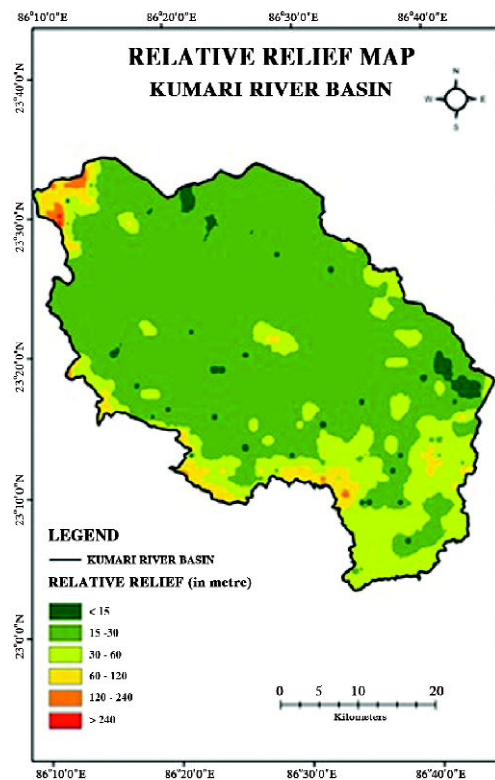 86°10'0"E 86°20'0"E 86°30'0"E 86°40'0"E
RELATIVE RELIEF MAP
KUMARI RIVER BASIN
N
W E
S
23°40'0"N
23°30'0"N
23°20'0"N
23°10'0"N
23°0'0"N
LEGEND
KUMARI RIVER BASIN
RELATIVE RELIEF (in metre)
< 15
15 -30
30 - 60
60 - 120
120 - 240
> 240
0 5 10 20
Kilometers
86°10'0"E 86°20'0"E 86°30'0"E 86°40'0"E